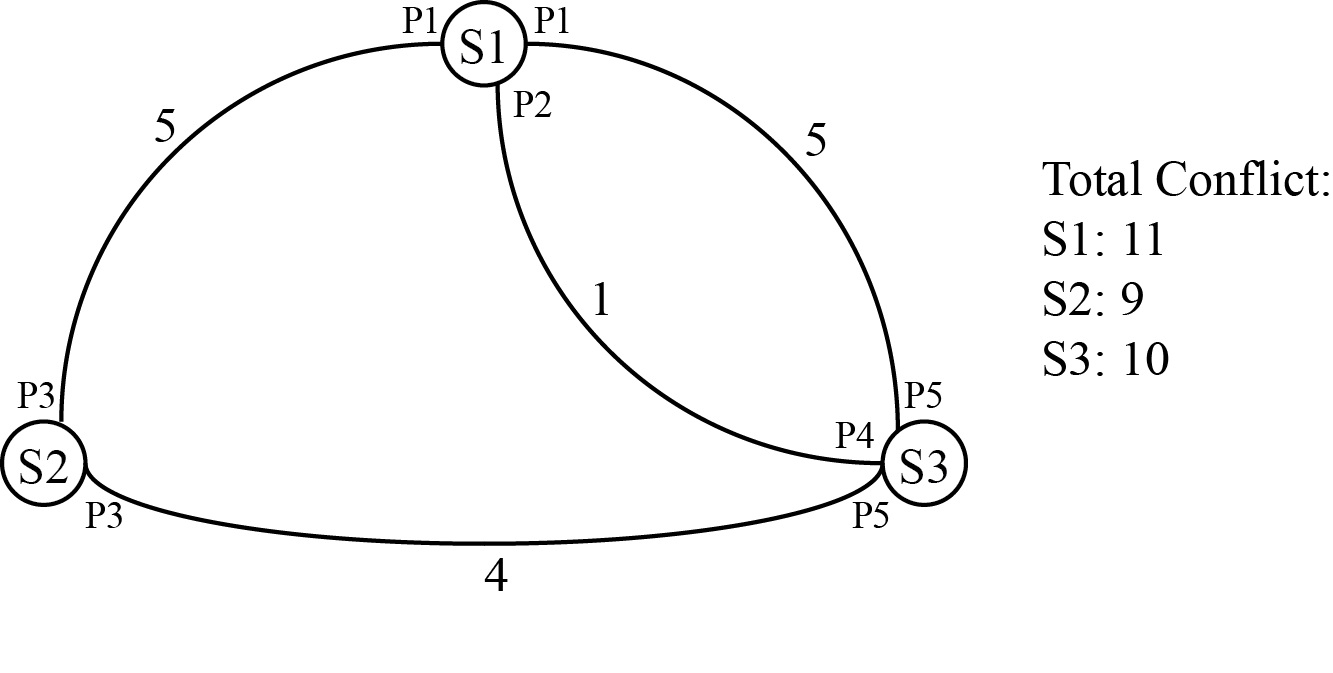 P1 S1 P1
P2
5
5
Total Conflict:
S1: 11
S2: 9
S3: 10
1
P3
P5
P4
S2
S3
P3
P5
4